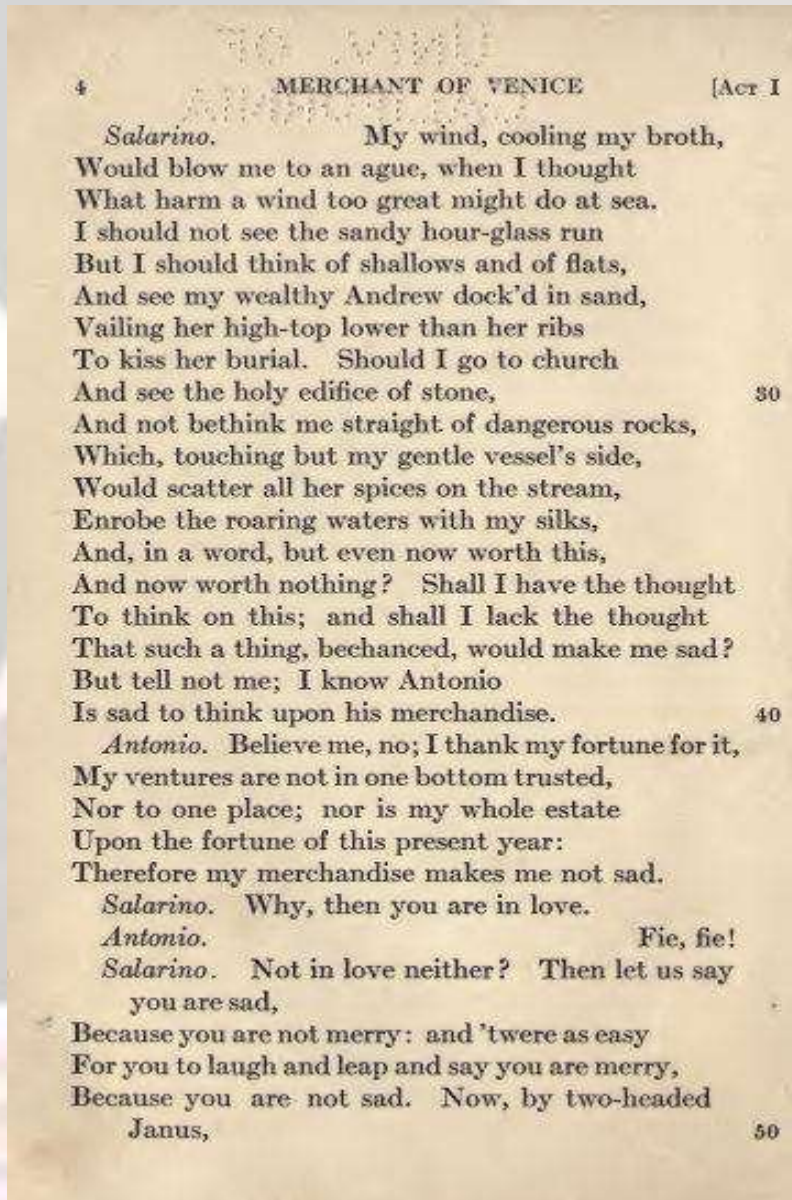 4 MERCHANT OF VENICE [ACT I
Salarino. My wind, cooling my broth,
Would blow me to an ague, when I thought
What harm a wind too great might do at sea.
I should not see the sandy hour-glass run
But I should think of shallows and of flats,
And see my wealthy Andrew dock'd in sand,
Vailing her high-top lower than her ribs
To kiss her burial. Should I go to church
And see the holy edifice of stone, 30
And not bethink me straight of dangerous rocks,
Which, touching but my gentle vessel's side,
Would scatter all her spices on the stream,
Enrobe the roaring waters with my silks,
And, in a word, but even now worth this,
And now worth nothing? Shall I have the thought
To think on this; and shall I lack the thought
That such a thing, bechanced, would make me sad?
But tell not me; I know Antonio
Is sad to think upon his merchandise. 40
Antonio. Believe me, no; I thank my fortune for it,
My ventures are not in one bottom trusted,
Nor to one place; nor is my whole estate
Upon the fortune of this present year:
Therefore my merchandise makes me not sad.
Salarino. Why, then you are in love.
Antonio. Fie, fie!
Salarino. Not in love neither? Then let us say
you are sad,
Because you are not merry: and 'twere as easy
For you to laugh and leap and say you are merry,
Because you are not sad. Now, by two-headed
Janus, 50